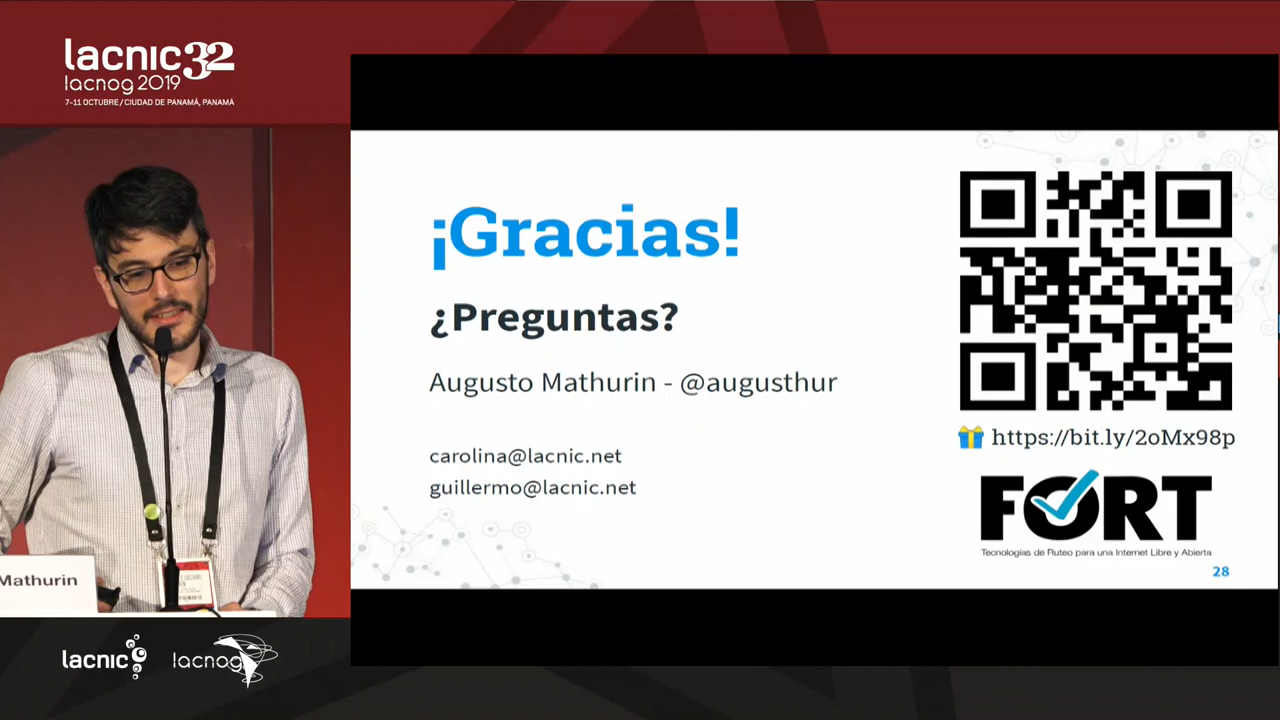 lacnic32
lacnog 2019
7-11 OCTUBRE / CIUDAD DE PANAMÁ, PANAMÁ
¡Gracias!
¿Preguntas?
Augusto Mathurin - @augusthur
carolina@lacnic.net
guillermo@lacnic.net
https://bit.ly/2oMx98p
FORT
Tecnologías de Ruteo para una Internet Libre y Abierta
28
Mathurin
lacnic
lacnog